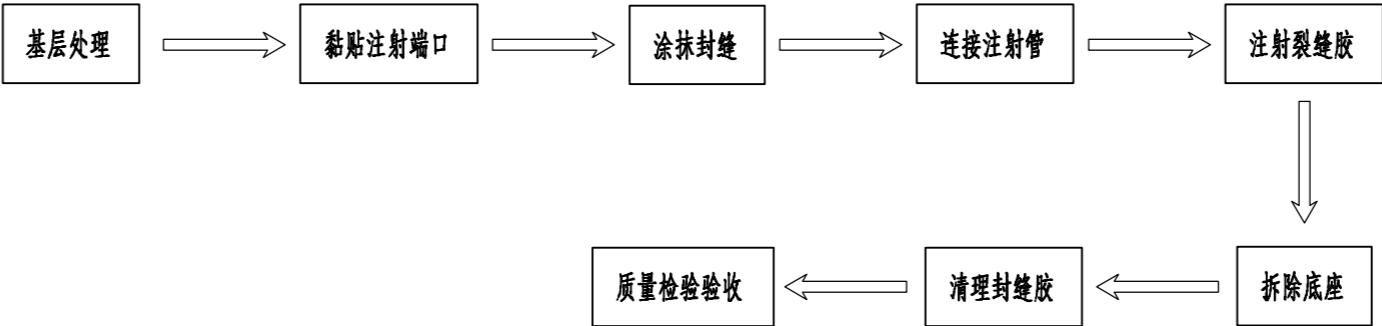 基层处理
黏贴注射端口
涂抹封缝
连接注射管
注射裂缝胶
拆除底座
清理封缝胶
质量检验验收